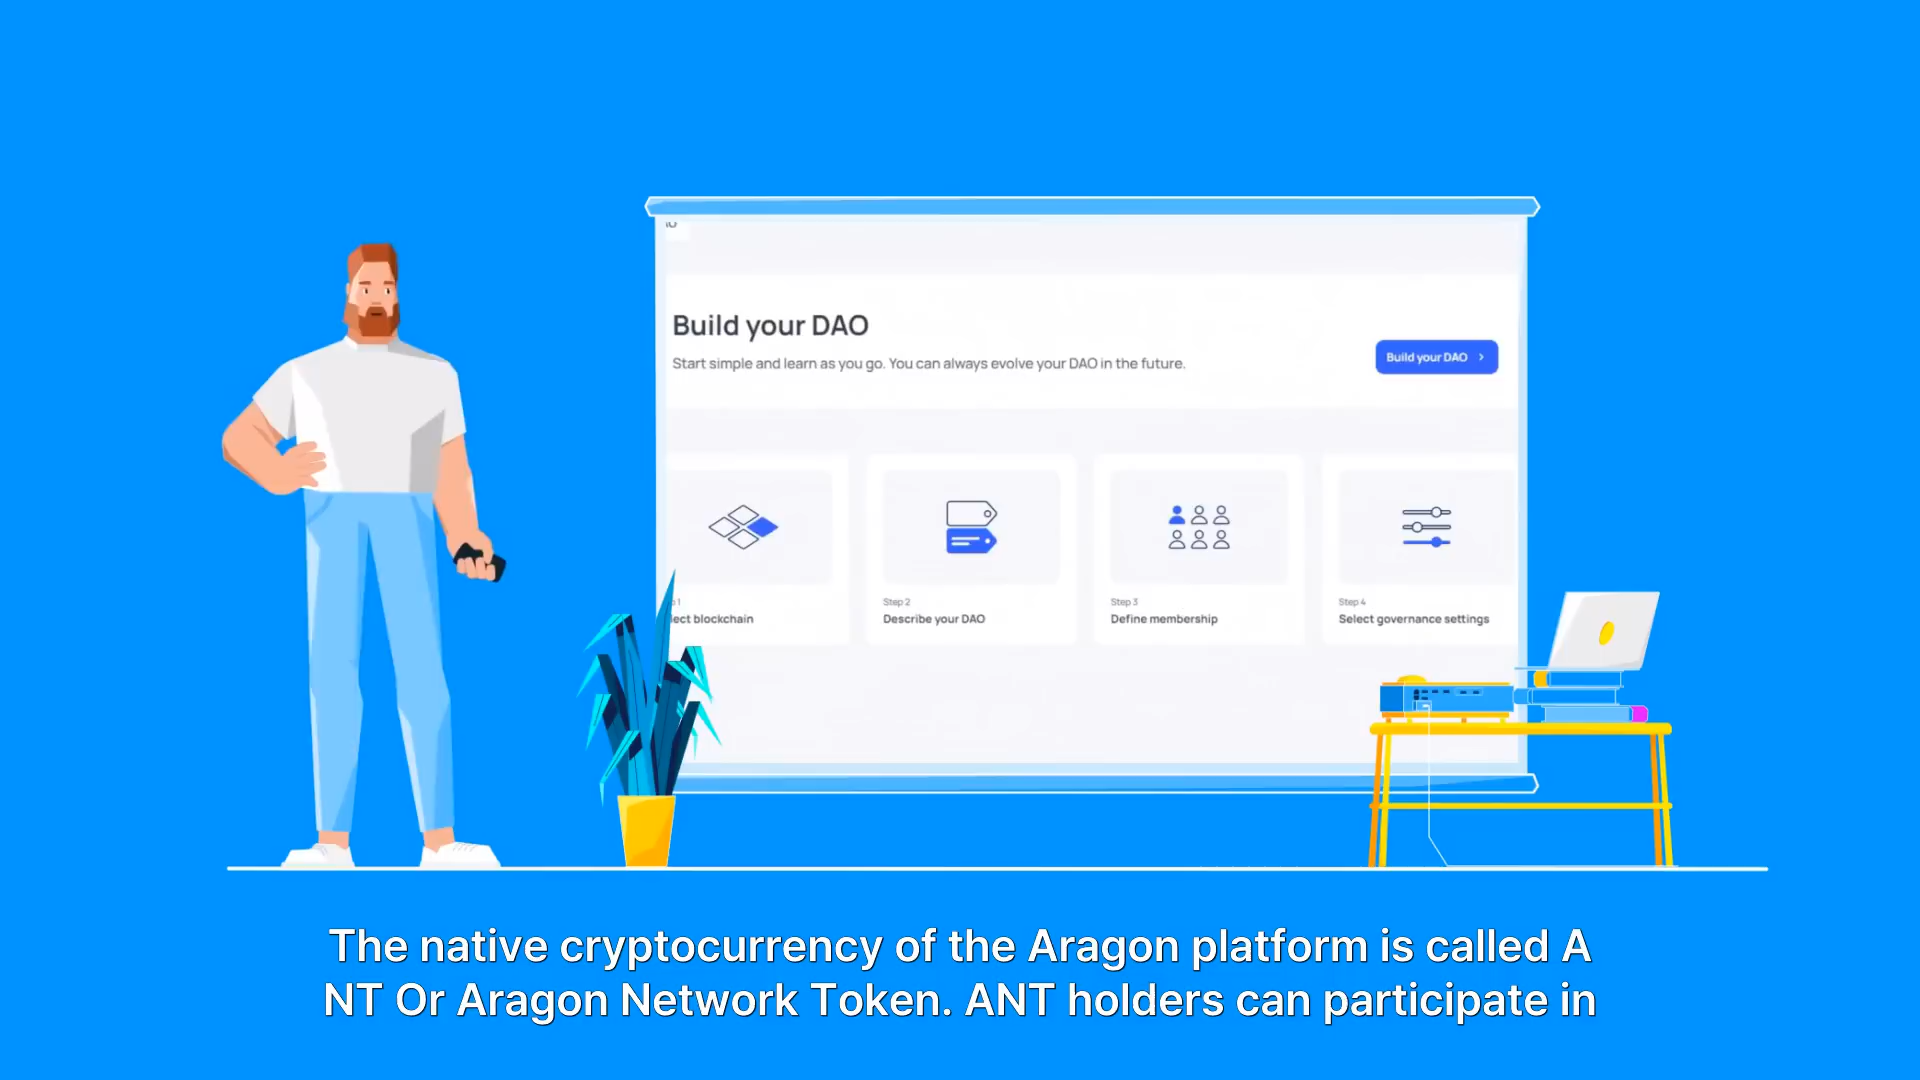 Build your DAO
Start simple and learn as you go. You can always evolve your DAO in the future.
Build your DAO
1
lect blockchain
Step 2
Describe your DAO
Step 3
Define membership
Step 4
Select governance settings
The native cryptocurrency of the Aragon platform is called A
NT Or Aragon Network Token. ANT holders can participate in